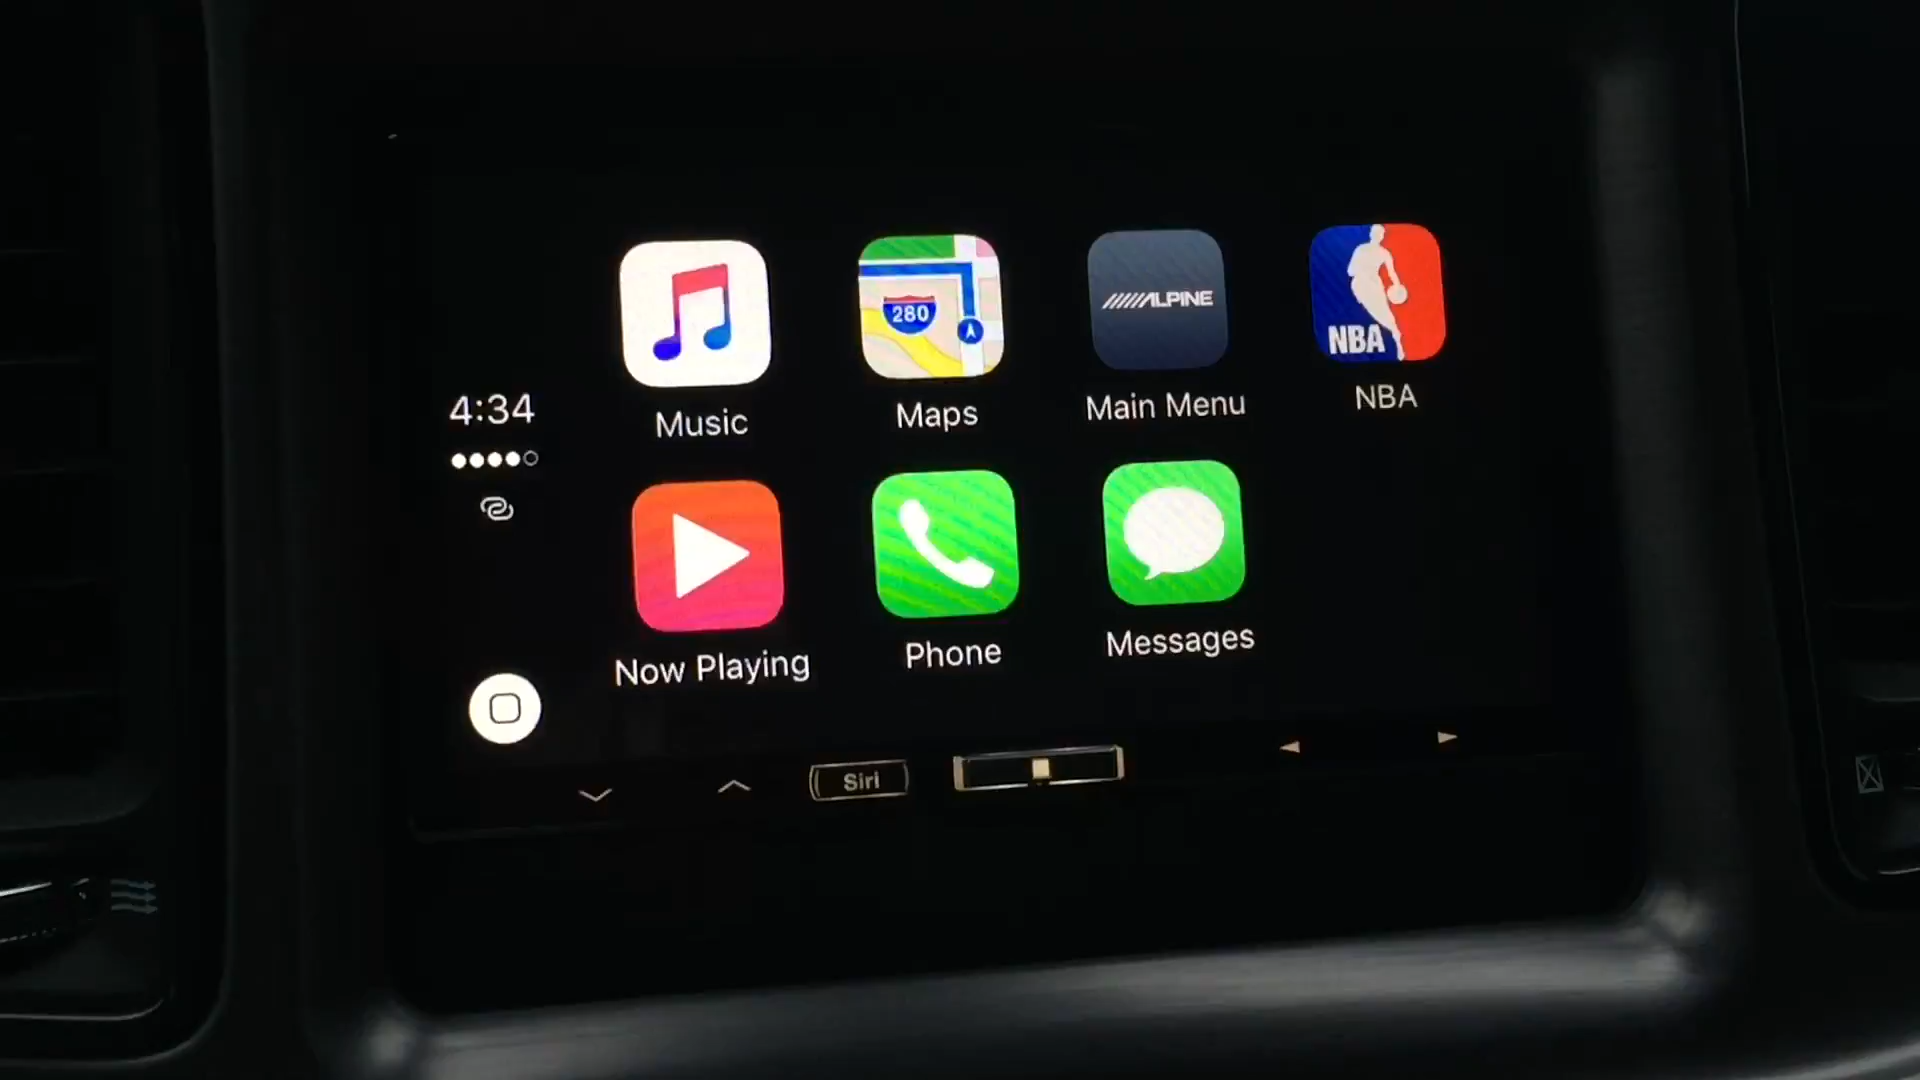 4:34
280
ALPINE
NBA
Music
Maps
Main Menu
NBA
Now Playing
Phone
Messages
Siri